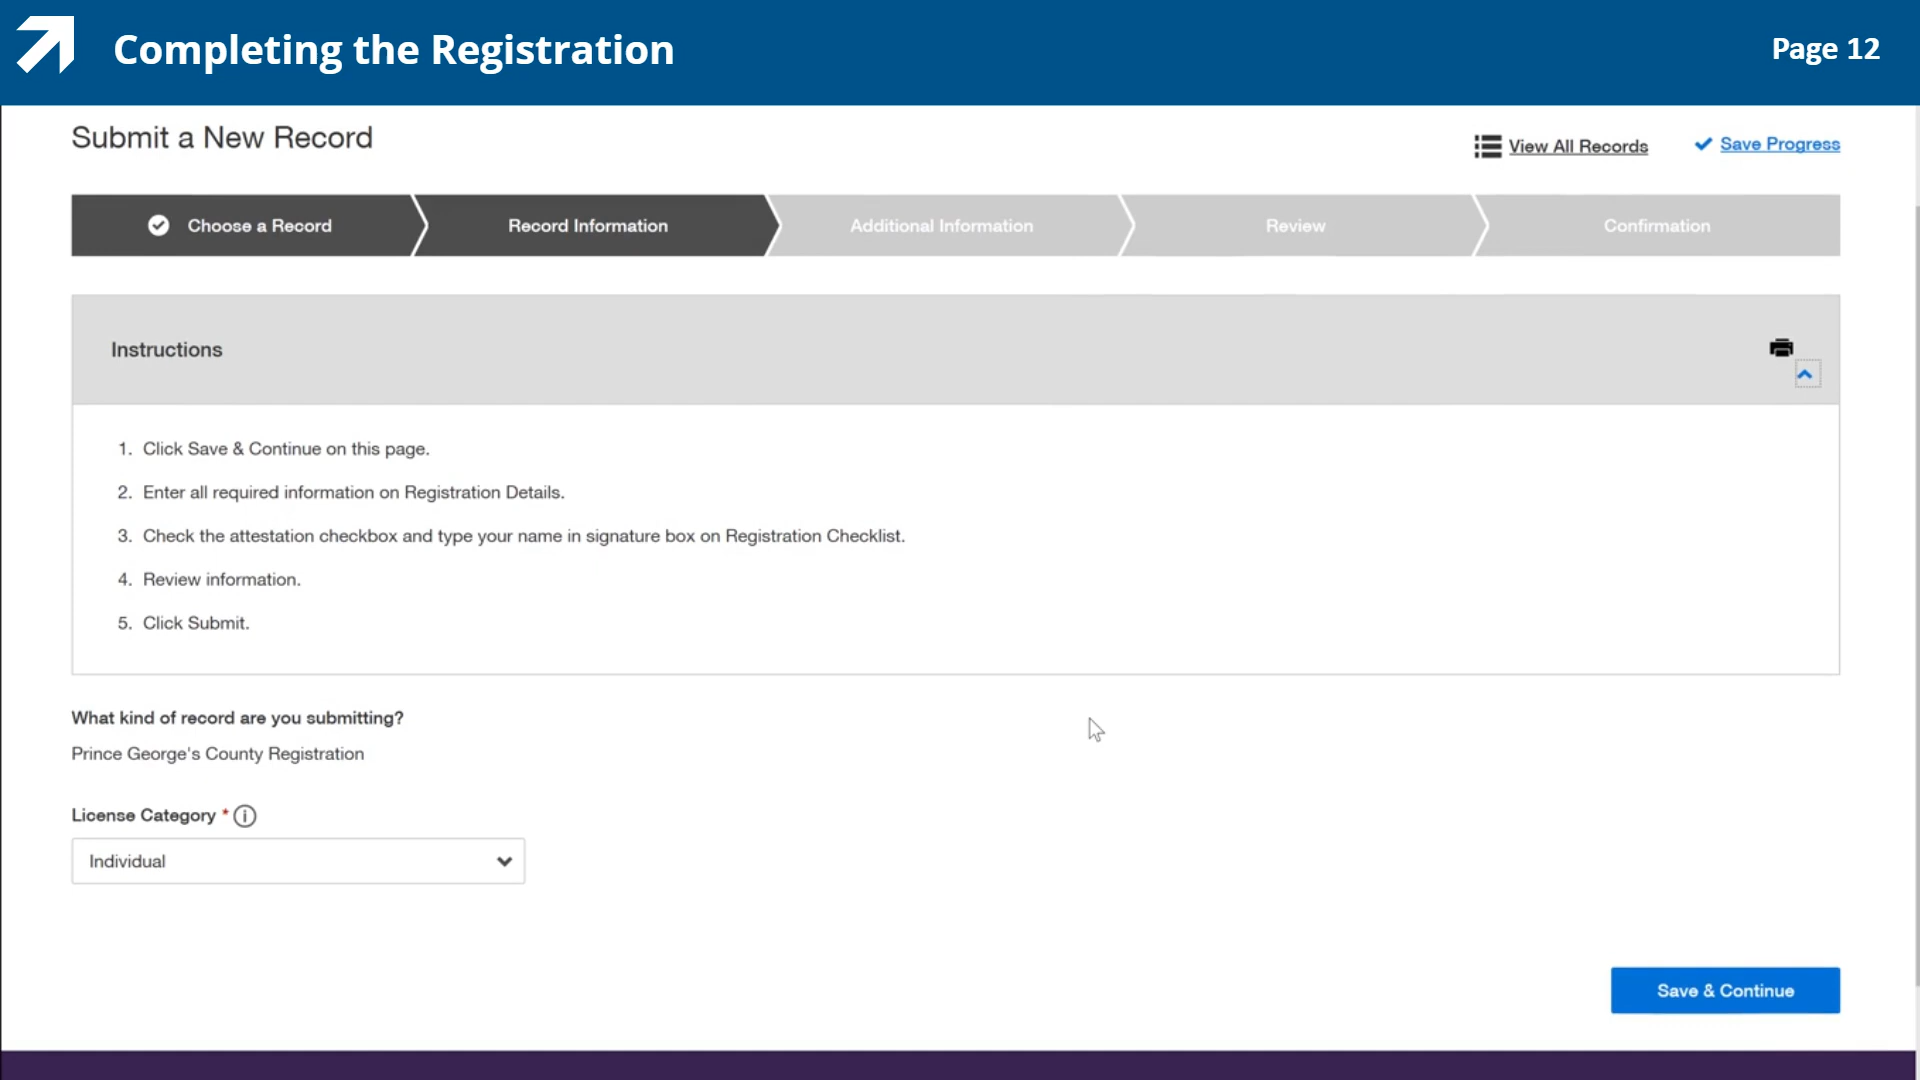 Completing the Registration
Page 12
Submit a New Record
View All Records
Save Progress
Choose a Record
Record Information
Additional Information
Review
Confirmation
Instructions
1. Click Save & Continue on this page.
2. Enter all required information on Registration Details.
3. Check the attestation checkbox and type your name in signature box on Registration Checklist.
4. Review information.
5. Click Submit.
What kind of record are you submitting?
Prince George's County Registration
License Category *
Individual
Save & Continue